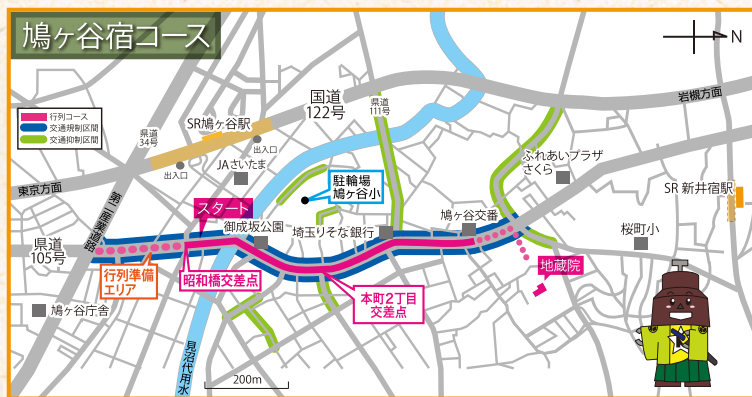 鳩ヶ谷宿コース
N
行列コース
交通規制区間
交通抑制区間
国道
122号
県道
111号
岩槻方面
県道
34号
SR鳩ヶ谷駅
出入口
出入口
JAさいたま
東京方面
第二産業道路
駐輪場
鳩ヶ谷小
ふれあいプラザ
さくら
SR 新井宿駅
スタート
御成坂公園
埼玉りそな銀行
鳩ヶ谷交番
桜町小
県道
105号
行列準備
エリア
昭和橋交差点
本町2丁目
交差点
地蔵院
鳩ヶ谷庁舎
見沼代用水
200m